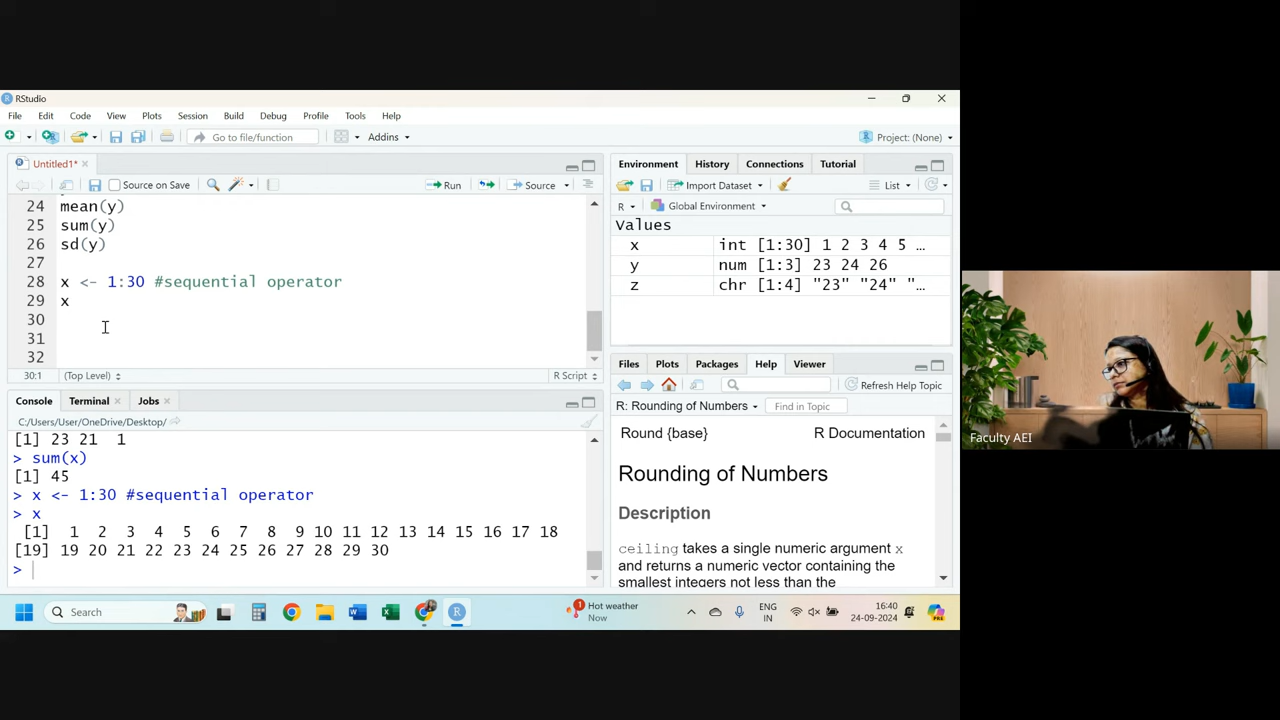 RStudio
File Edit Code View Plots Session Build Debug Profile Tools Help
Go to file/function Addins Project: (None)
Untitled1*
Source on Save Run Source
24 mean(y)
25 sum(y)
26 sd(y)
27
28 x <- 1:30 #sequential operator
29 x
30
31
32
30:1 (Top Level) R Script
Console Terminal Jobs
C:/Users/User/OneDrive/Desktop/
[1] 23 21 1
> sum(x)
[1] 45
> x <- 1:30 #sequential operator
> x
[1] 1 2 3 4 5 6 7 8 9 10 11 12 13 14 15 16 17 18
[19] 19 20 21 22 23 24 25 26 27 28 29 30
>
Environment History Connections Tutorial
Import Dataset List
R Global Environment
Values
x int [1:30] 1 2 3 4 5 ...
y num [1:3] 23 24 26
z chr [1:4] "23" "24" "...
Files Plots Packages Help Viewer
Refresh Help Topic
R: Rounding of Numbers Find in Topic
Round {base} R Documentation
Rounding of Numbers
Description
ceiling takes a single numeric argument x
and returns a numeric vector containing the
smallest integers not less than the
Faculty AEI
Search
1 Hot weather
Now
ENG
IN
16:40
24-09-2024